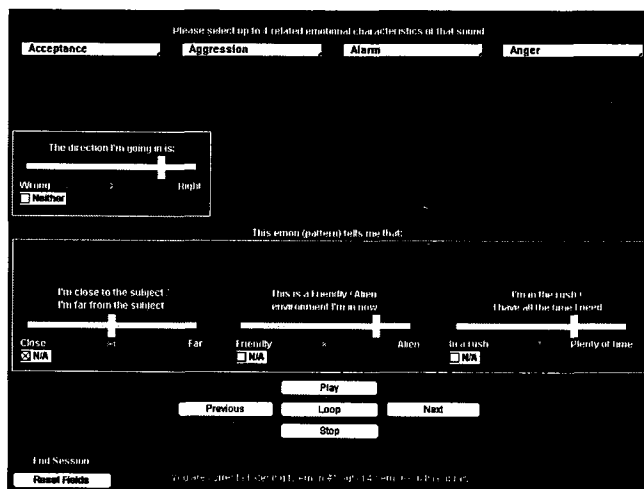 Please select up to 4 related emotional characteristics of that sound
Acceptance Aggression Alarm Anger
The direction I'm going in is:
Wrong Right
Neither
This emon (pattern) tells me that:
I'm close to the subject /
I'm far from the subject
Close Far
N/A
This is a Friendly / Alien
environment I'm in now
Friendly Alien
N/A
I'm in the rush /
I have all the time I need
In a rush Plenty of time
N/A
Play
Previous Loop Next
Stop
End Session
Reset Fields